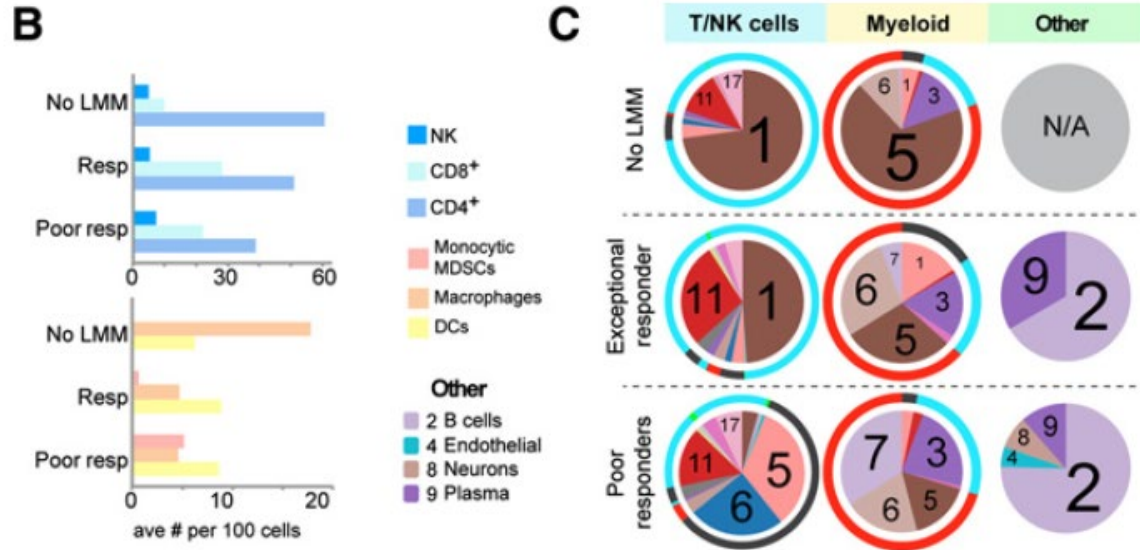 B
No LMM
Resp
Poor resp
0 30 60
No LMM
Resp
Poor resp
0 10 20
ave # per 100 cells
NK
CD8+
CD4+
Monocytic
MDSCs
Macrophages
DCs
Other
2 B cells
4 Endothelial
8 Neurons
9 Plasma
C
T/NK cells Myeloid Other
No LMM
1 11 17
1 3 5 6
N/A
Exceptional
responder
1 11
1 3 5 6 7
2 9
Poor
responders
5 6 11 17
3 5 6 7
2 4 8 9